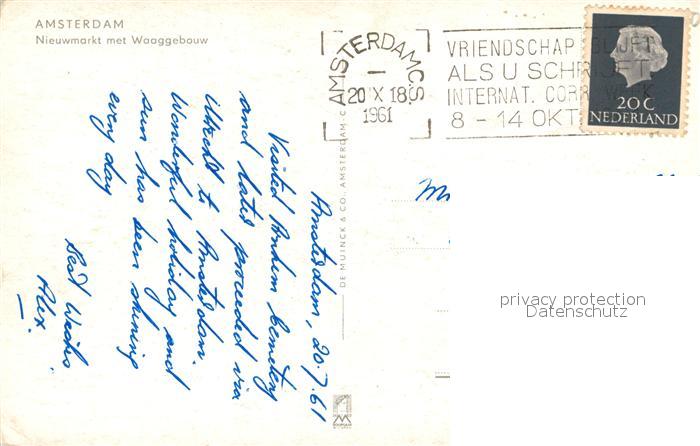 AMSTERDAM
Nieuwmarkt met Waaggebouw
AMSTERDAM C.S.
20 X 18
1961
VRIENDSCHAP BLIJFT
ALS U SCHRIJFT
INTERNAT. CORR. WEEK
8 - 14 OKT
20 C
NEDERLAND
DE MUINCK & CO. AMSTERDAM-C
Amsterdam, 20.7.61
Visited Arnhem Cemetery
and later proceeded via
Utrecht to Amsterdam.
Wonderful holiday and
sun has been shining
every day
Best Wishes
Alex.
privacy protection
Datenschutz